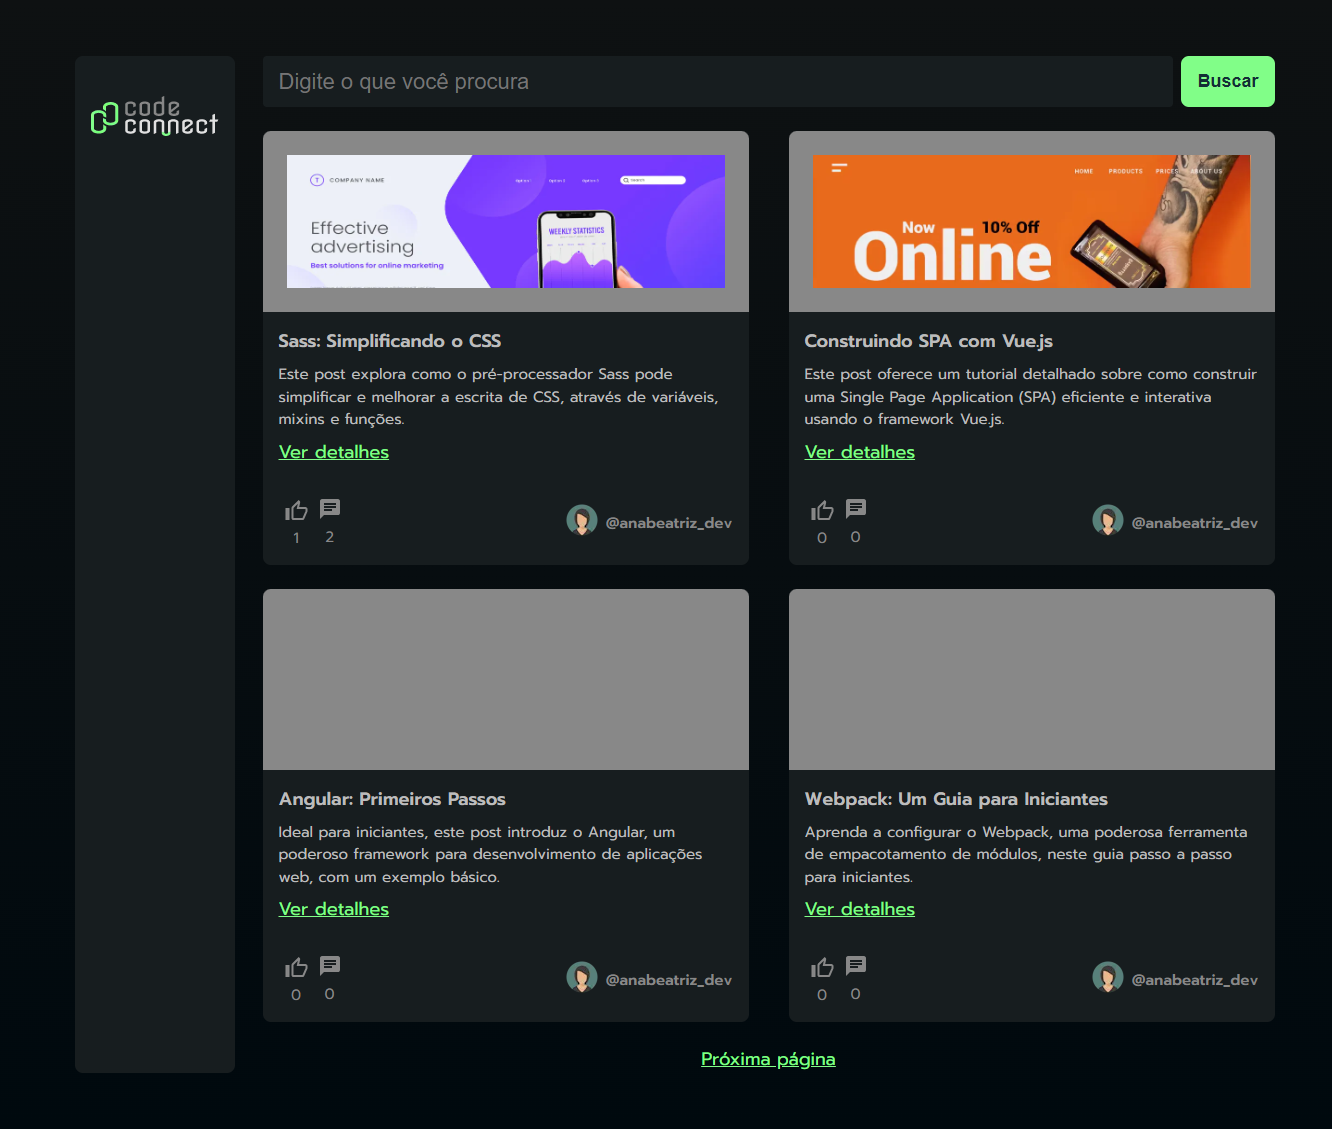 code
connect
Digite o que você procura
Buscar
COMPANY NAME
Effective
advertising
Best solutions for online marketing
WEEKLY STATISTICS
HOME PRODUCTS PRICES ABOUT US
Now 10% Off
Online
Sass: Simplificando o CSS
Este post explora como o pré-processador Sass pode
simplificar e melhorar a escrita de CSS, através de variáveis,
mixins e funções.
Ver detalhes
1 2
@anabeatriz_dev
Construindo SPA com Vue.js
Este post oferece um tutorial detalhado sobre como construir
uma Single Page Application (SPA) eficiente e interativa
usando o framework Vue.js.
Ver detalhes
0 0
@anabeatriz_dev
Angular: Primeiros Passos
Ideal para iniciantes, este post introduz o Angular, um
poderoso framework para desenvolvimento de aplicações
web, com um exemplo básico.
Ver detalhes
0 0
@anabeatriz_dev
Webpack: Um Guia para Iniciantes
Aprenda a configurar o Webpack, uma poderosa ferramenta
de empacotamento de módulos, neste guia passo a passo
para iniciantes.
Ver detalhes
0 0
@anabeatriz_dev
Próxima página